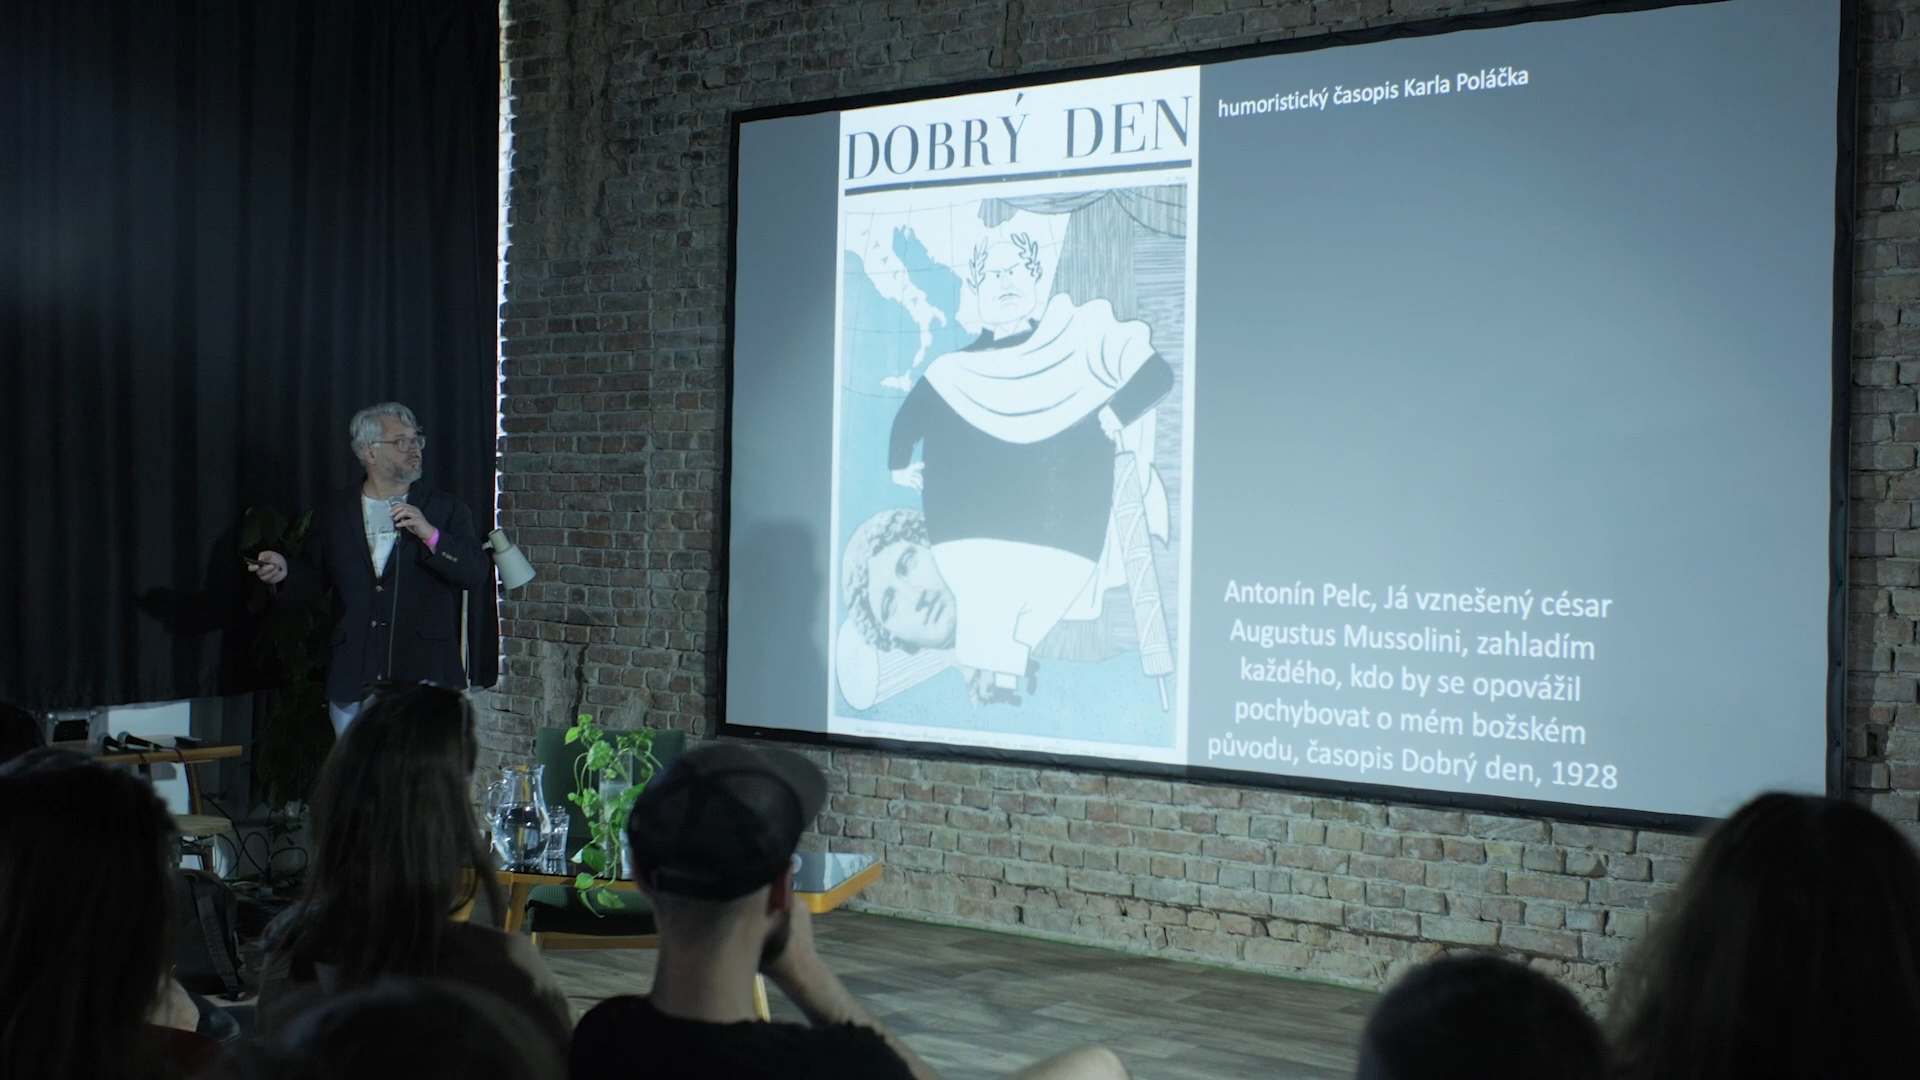 DOBRÝ DEN
humoristický časopis Karla Poláčka
Antonín Pelc, Já vznešený césar
Augustus Mussolini, zahladím
každého, kdo by se opovážil
pochybovat o mém božském
původu, časopis Dobrý den, 1928